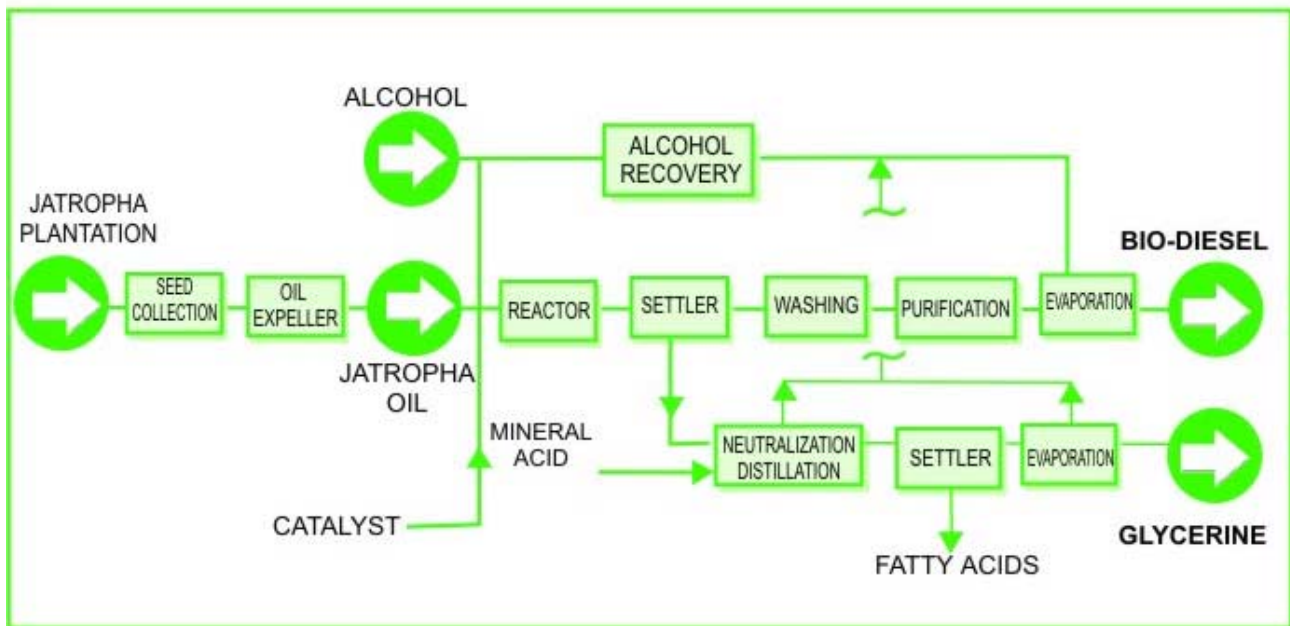 ALCOHOL
ALCOHOL
RECOVERY
JATROPHA
PLANTATION
BIO-DIESEL
SEED
COLLECTION
OIL
EXPELLER
REACTOR
SETTLER
WASHING
PURIFICATION
EVAPORATION
JATROPHA
OIL
MINERAL
ACID
NEUTRALIZATION
DISTILLATION
SETTLER
EVAPORATION
CATALYST
GLYCERINE
FATTY ACIDS